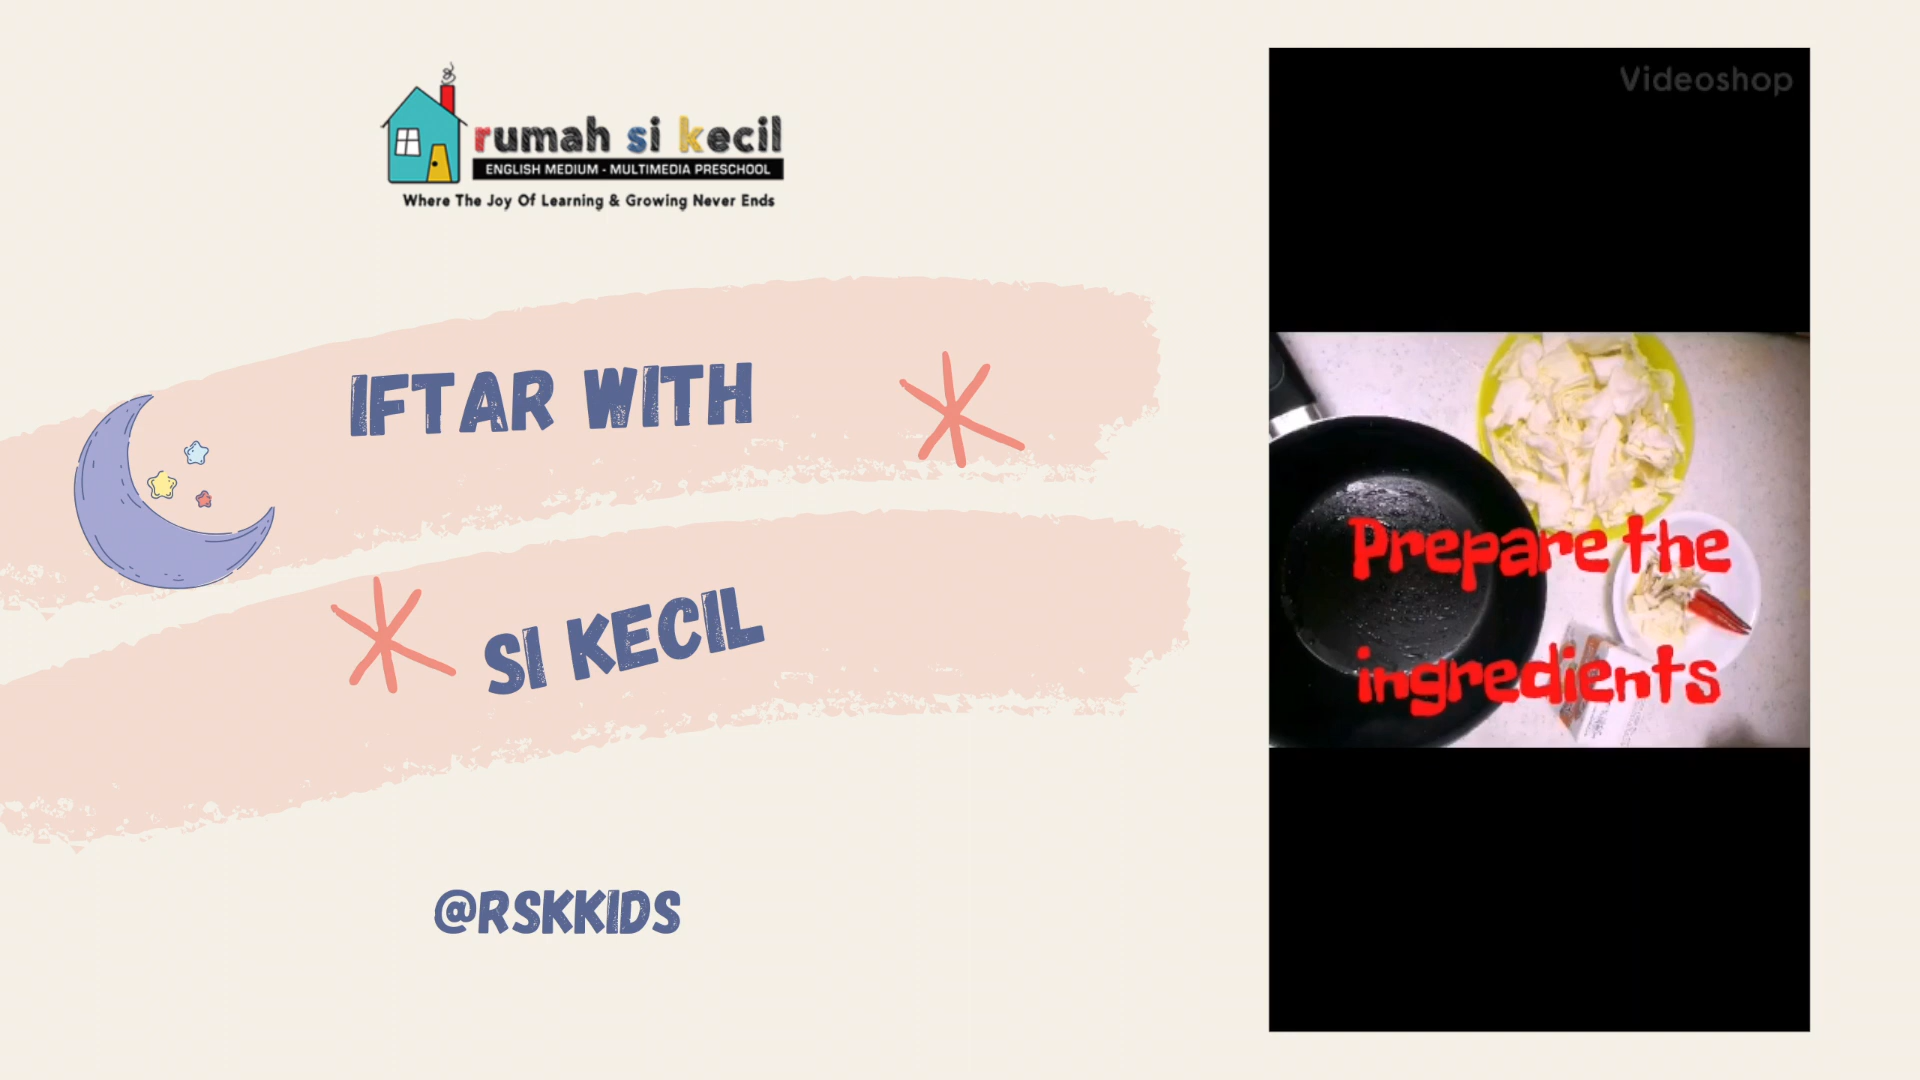 rumah si kecil
ENGLISH MEDIUM - MULTIMEDIA PRESCHOOL
Where The Joy Of Learning & Growing Never Ends
IFTAR WITH
SI KECIL
@RSKKIDS
Videoshop
Prepare the
ingredients